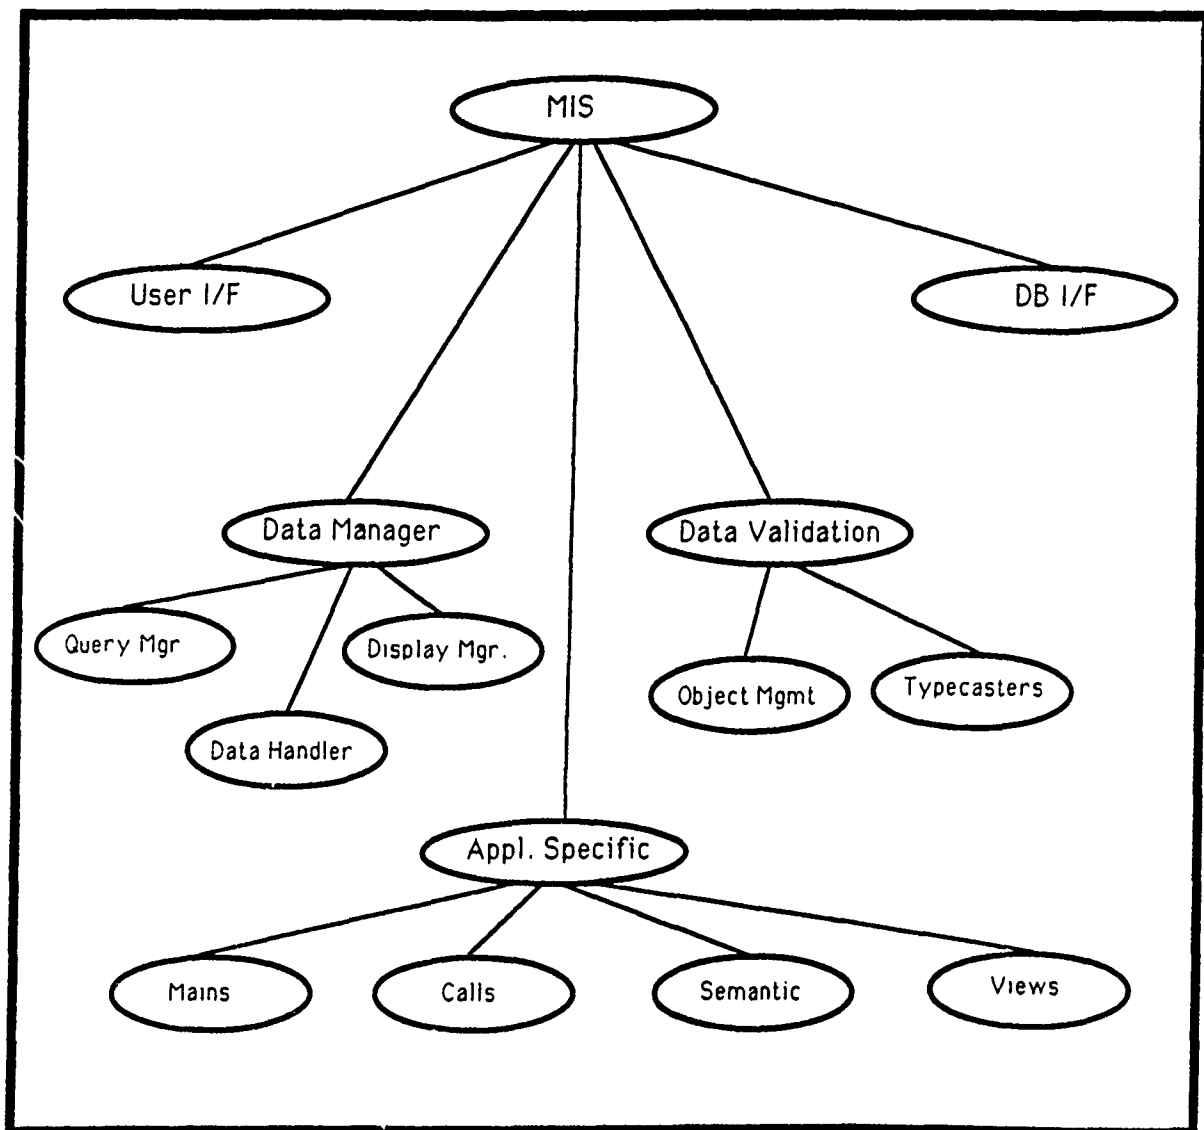 MIS
User I/F
DB I/F
Data Manager
Data Validation
Query Mgr
Display Mgr.
Object Mgmt
Typecasters
Data Handler
Appl. Specific
Mains
Calls
Semantic
Views